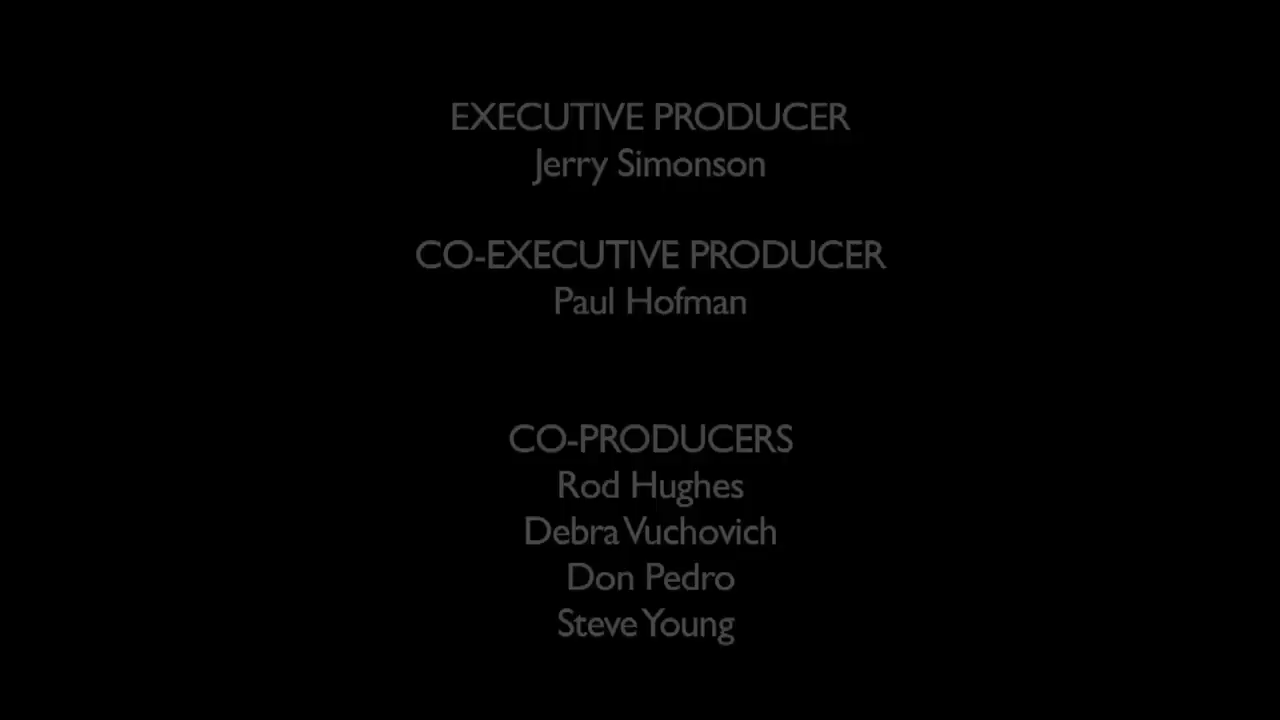 EXECUTIVE PRODUCER
Jerry Simonson
CO-EXECUTIVE PRODUCER
Paul Hofman
CO-PRODUCERS
Rod Hughes
Debra Vuchovich
Don Pedro
Steve Young